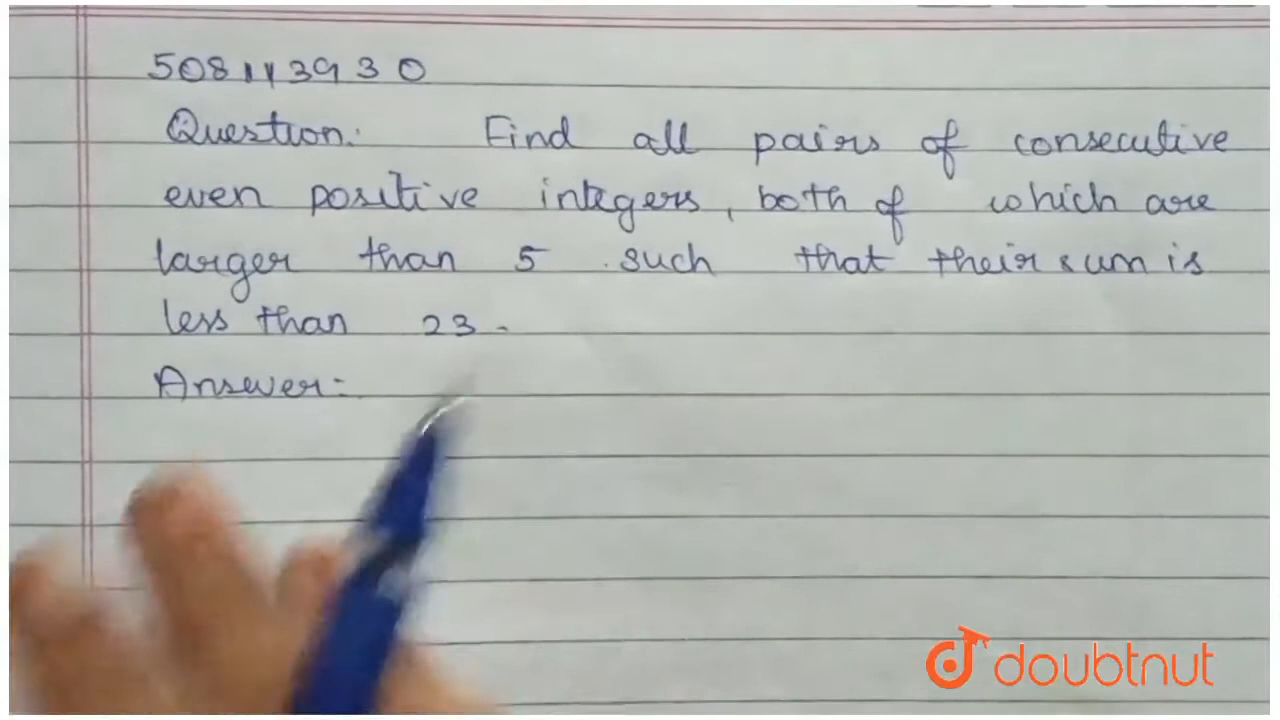 508113930
Question: Find all pairs of consecutive
even positive integers, both of which are
larger than 5 such that their sum is
less than 23.
Answer:
doubtnut